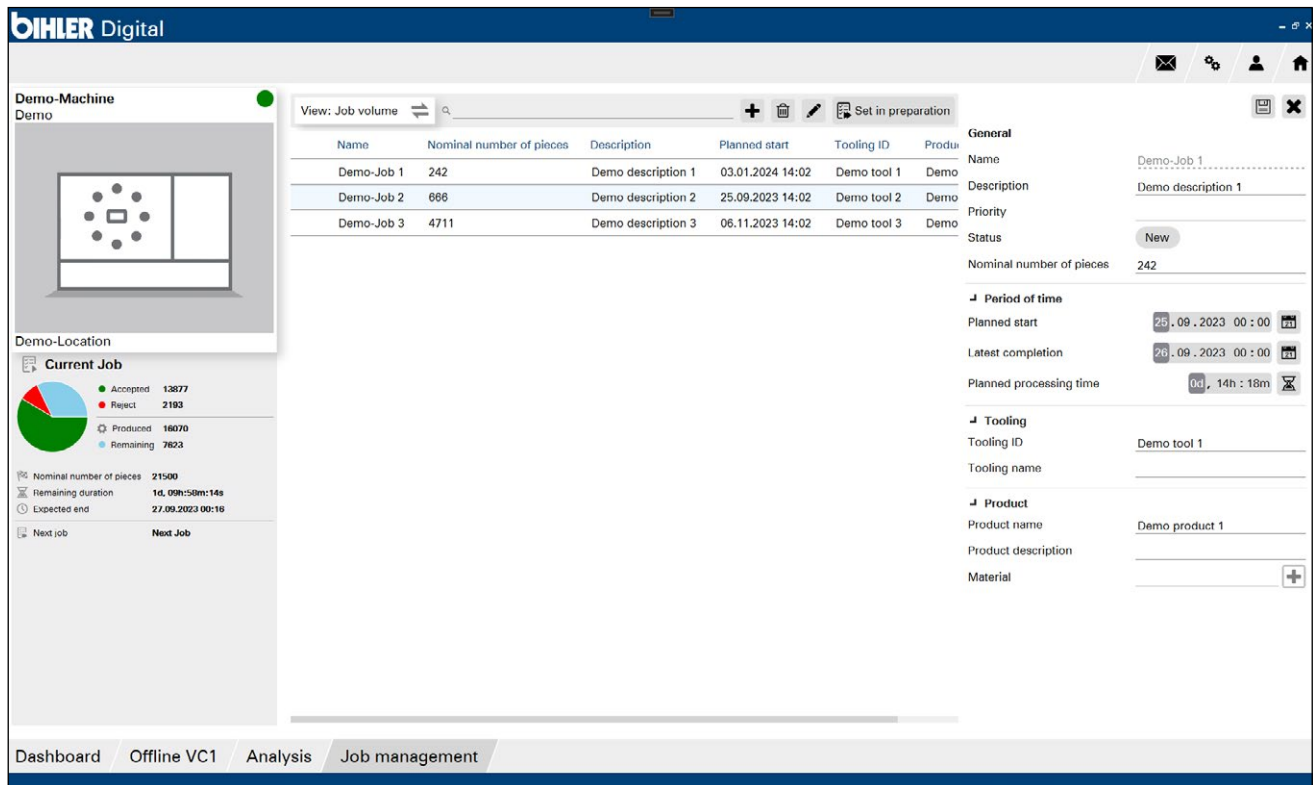 BIHLER Digital
Demo-Machine
Demo
Demo-Location
Current Job
Accepted 13877
Reject 2193
Produced 16070
Remaining 7623
Nominal number of pieces 21500
Remaining duration 1d, 09h:58m:14s
Expected end 27.09.2023 00:16
Next job Next Job
View: Job volume Set in preparation
Name Nominal number of pieces Description Planned start Tooling ID Produ
Demo-Job 1 242 Demo description 1 03.01.2024 14:02 Demo tool 1 Demo
Demo-Job 2 666 Demo description 2 25.09.2023 14:02 Demo tool 2 Demo
Demo-Job 3 4711 Demo description 3 06.11.2023 14:02 Demo tool 3 Demo
General
Name Demo-Job 1
Description Demo description 1
Priority
Status New
Nominal number of pieces 242
Period of time
Planned start 25.09.2023 00:00
Latest completion 26.09.2023 00:00
Planned processing time 0d, 14h : 18m
Tooling
Tooling ID Demo tool 1
Tooling name
Product
Product name Demo product 1
Product description
Material
Dashboard Offline VC1 Analysis Job management